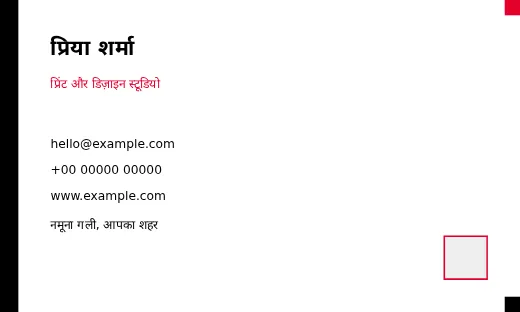 प्रिया शर्मा
प्रिंट और डिज़ाइन स्टूडियो
hello@example.com
+00 00000 00000
www.example.com
नमूना गली, आपका शहर